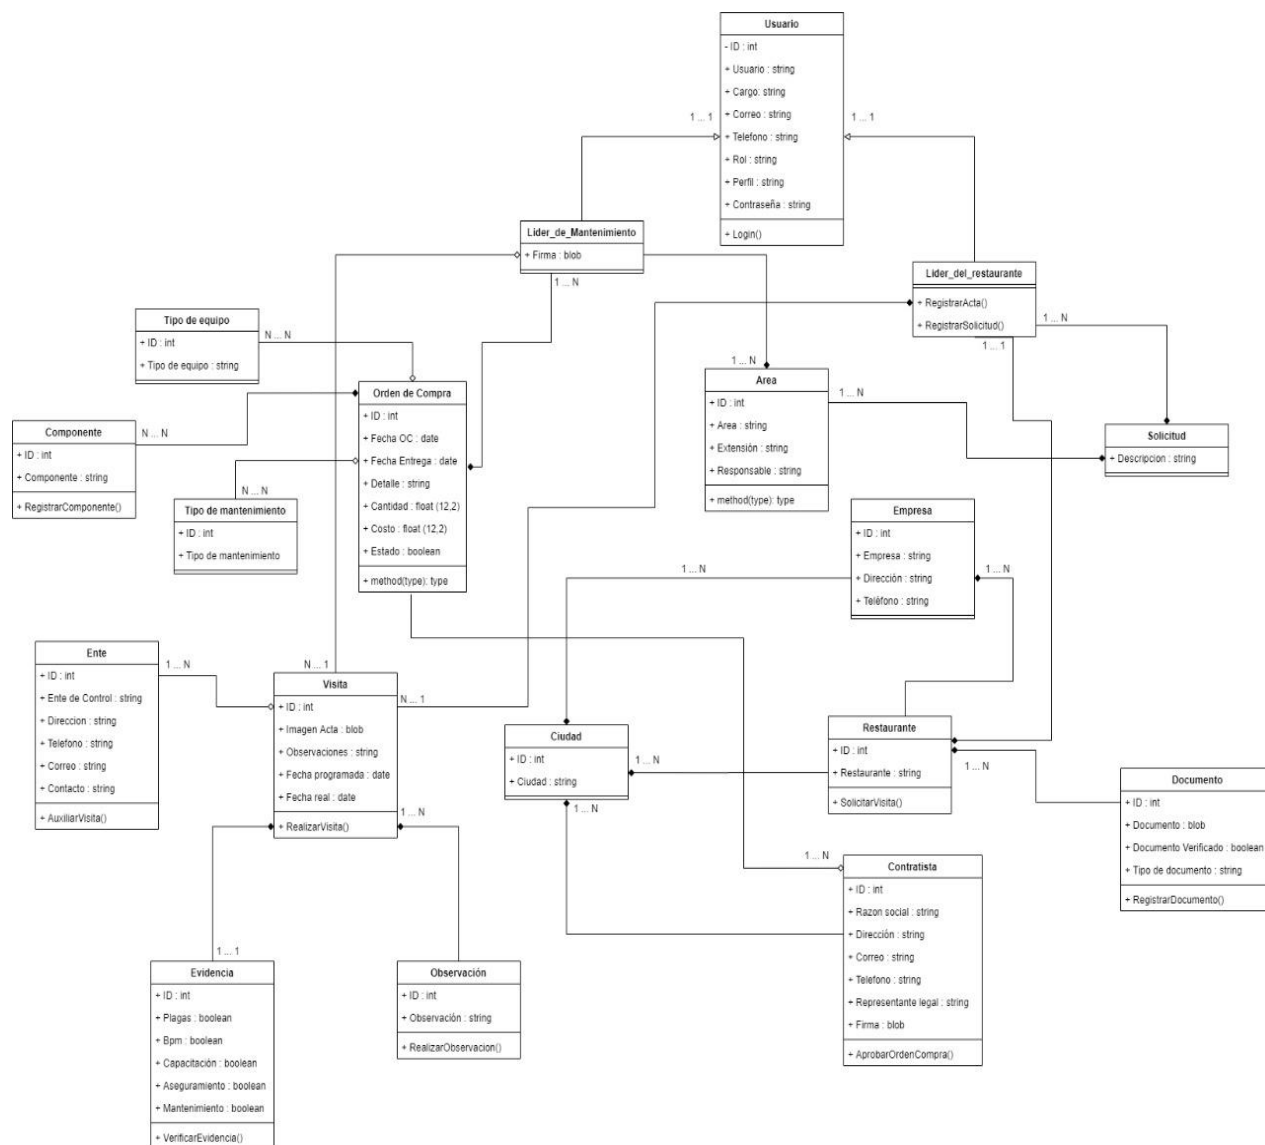 Usuario
- ID : int
+ Usuario : string
+ Cargo: string
+ Correo : string
+ Telefono : string
+ Rol : string
+ Perfil : string
+ Contraseña : string
+ Login()
1 ... 1
1 ... 1
Lider_de_Mantenimiento
+ Firma : blob
1 ... N
Lider_del_restaurante
+ RegistrarActa()
+ RegistrarSolicitud()
1 ... N
1 ... 1
Tipo de equipo
+ ID : int
+ Tipo de equipo : string
N ... N
1 ... N
Area
+ ID : int
+ Area : string
+ Extensión : string
+ Responsable : string
+ method(type): type
1 ... N
Orden de Compra
+ ID : int
+ Fecha OC : date
+ Fecha Entrega : date
+ Detalle : string
+ Cantidad : float (12,2)
+ Costo : float (12,2)
+ Estado : boolean
+ method(type): type
Componente
+ ID : int
+ Componente : string
+ RegistrarComponente()
N ... N
Solicitud
+ Descripcion : string
N ... N
Tipo de mantenimiento
+ ID : int
+ Tipo de mantenimiento
Empresa
+ ID : int
+ Empresa : string
+ Dirección : string
+ Teléfono : string
1 ... N
1 ... N
Ente
+ ID : int
+ Ente de Control : string
+ Direccion : string
+ Telefono : string
+ Correo : string
+ Contacto : string
+ AuxiliarVisita()
1 ... N
N ... 1
Visita
+ ID : int
+ Imagen Acta : blob
+ Observaciones : string
+ Fecha programada : date
+ Fecha real : date
+ RealizarVisita()
N ... 1
1 ... N
Ciudad
+ ID : int
+ Ciudad : string
1 ... N
1 ... N
Restaurante
+ ID : int
+ Restaurante : string
+ SolicitarVisita()
1 ... N
Documento
+ ID : int
+ Documento : blob
+ Documento Verificado : boolean
+ Tipo de documento : string
+ RegistrarDocumento()
1 ... N
Contratista
+ ID : int
+ Razon social : string
+ Dirección : string
+ Correo : string
+ Telefono : string
+ Representante legal : string
+ Firma : blob
+ AprobarOrdenCompra()
1 ... 1
Evidencia
+ ID : int
+ Plagas : boolean
+ Bpm : boolean
+ Capacitación : boolean
+ Aseguramiento : boolean
+ Mantenimiento : boolean
+ VerificarEvidencia()
Observación
+ ID : int
+ Observación : string
+ RealizarObservacion()